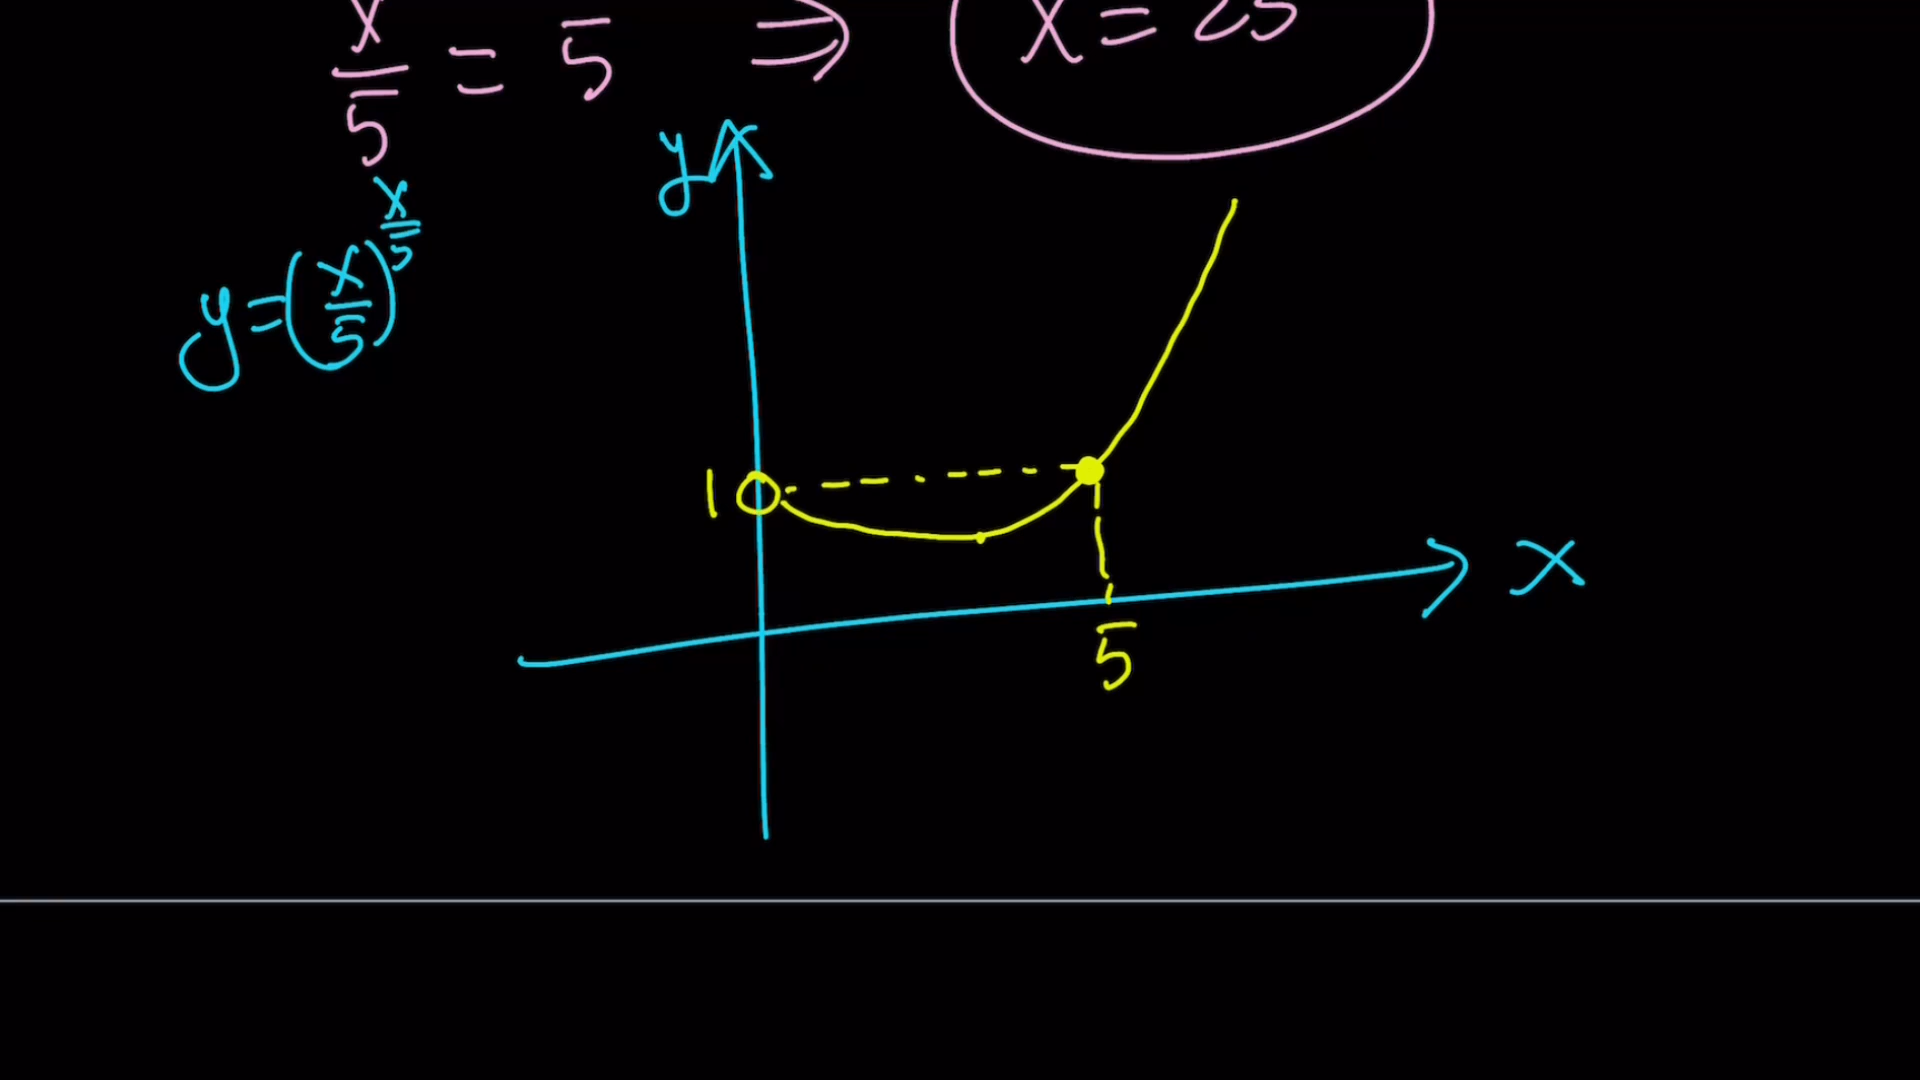 x/5 = 5 ⇒ x = 25
y
y = (x/5)^(x/5)
1
x
5